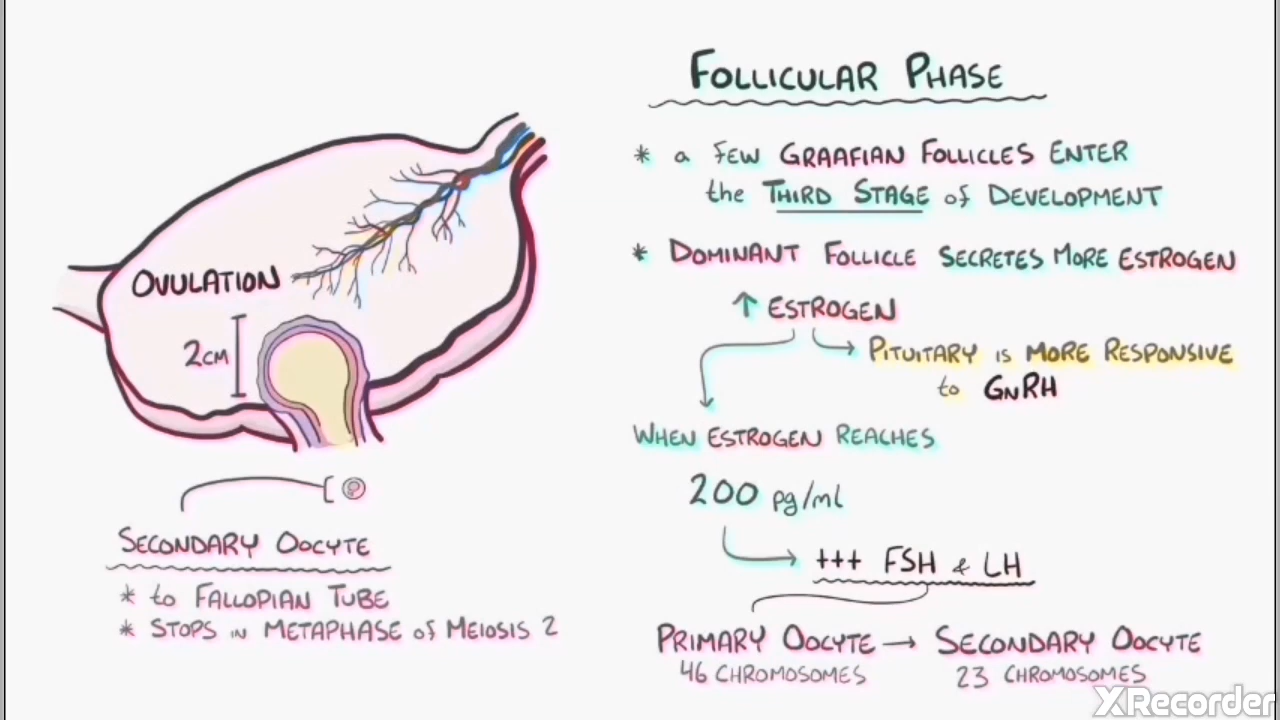 FOLLICULAR PHASE
* a FEW GRAAFIAN FOLLICLES ENTER
the THIRD STAGE of DEVELOPMENT
* DOMINANT FOLLICLE SECRETES MORE ESTROGEN
↑ ESTROGEN
PITUITARY IS MORE RESPONSIVE
to GnRH
WHEN ESTROGEN REACHES
200 pg/ml
+++ FSH & LH
PRIMARY OOCYTE → SECONDARY OOCYTE
46 CHROMOSOMES 23 CHROMOSOMES
OVULATION
2CM
SECONDARY OOCYTE
* to FALLOPIAN TUBE
* STOPS IN METAPHASE of MEIOSIS 2
XRecorder